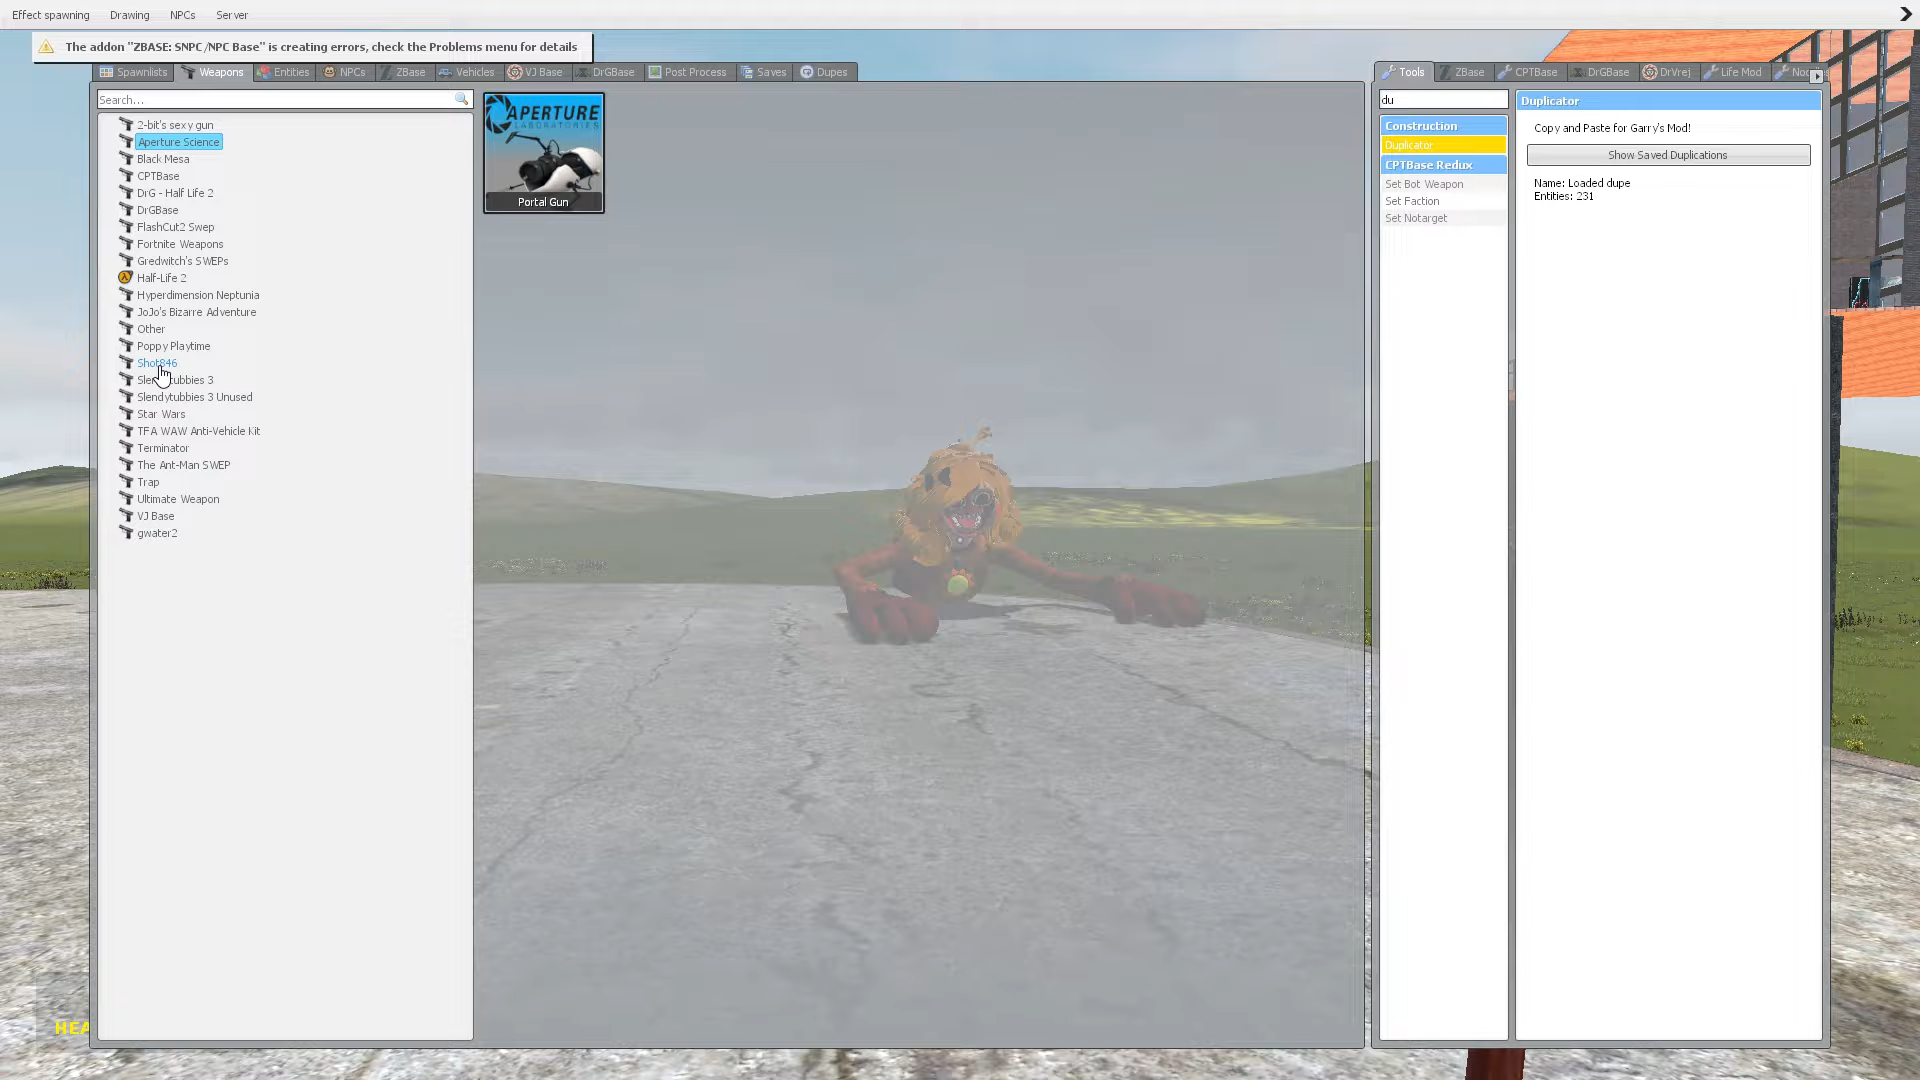 Effect spawning Drawing NPCs Server
The addon "ZBASE: SNPC/NPC Base" is creating errors, check the Problems menu for details
Spawnlists Weapons Entities NPCs ZBase Vehicles VJ Base DrGBase Post Process Saves Dupes
Search...
2-bit's sexy gun
Aperture Science
Black Mesa
CPTBase
DrG - Half Life 2
DrGBase
FlashCut2 Swep
Fortnite Weapons
Gredwitch's SWEPs
Half-Life 2
Hyperdimension Neptunia
JoJo's Bizarre Adventure
Other
Poppy Playtime
Shot846
Slendytubbies 3
Slendytubbies 3 Unused
Star Wars
TFA WAW Anti-Vehicle Kit
Terminator
The Ant-Man SWEP
Trap
Ultimate Weapon
VJ Base
gwater2
APERTURE
LABORATORIES
Portal Gun
Tools ZBase CPTBase DrGBase DrVrej Life Mod
du
Construction
Duplicator
CPTBase Redux
Set Bot Weapon
Set Faction
Set Notarget
Duplicator
Copy and Paste for Garry's Mod!
Show Saved Duplications
Name: Loaded dupe
Entities: 231
HEA